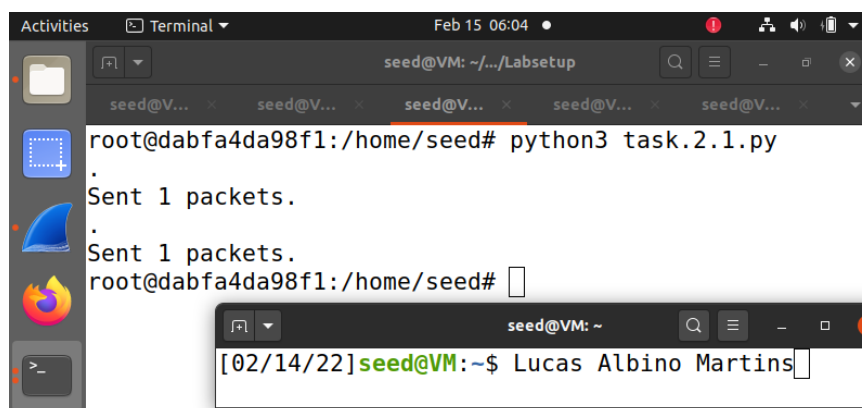 Activities Terminal Feb 15 06:04
seed@VM: ~/.../Labsetup
seed@V... seed@V... seed@V... seed@V... seed@V...
root@dabfa4da98f1:/home/seed# python3 task.2.1.py
.
Sent 1 packets.
.
Sent 1 packets.
root@dabfa4da98f1:/home/seed#
seed@VM: ~
[02/14/22]seed@VM:~$ Lucas Albino Martins